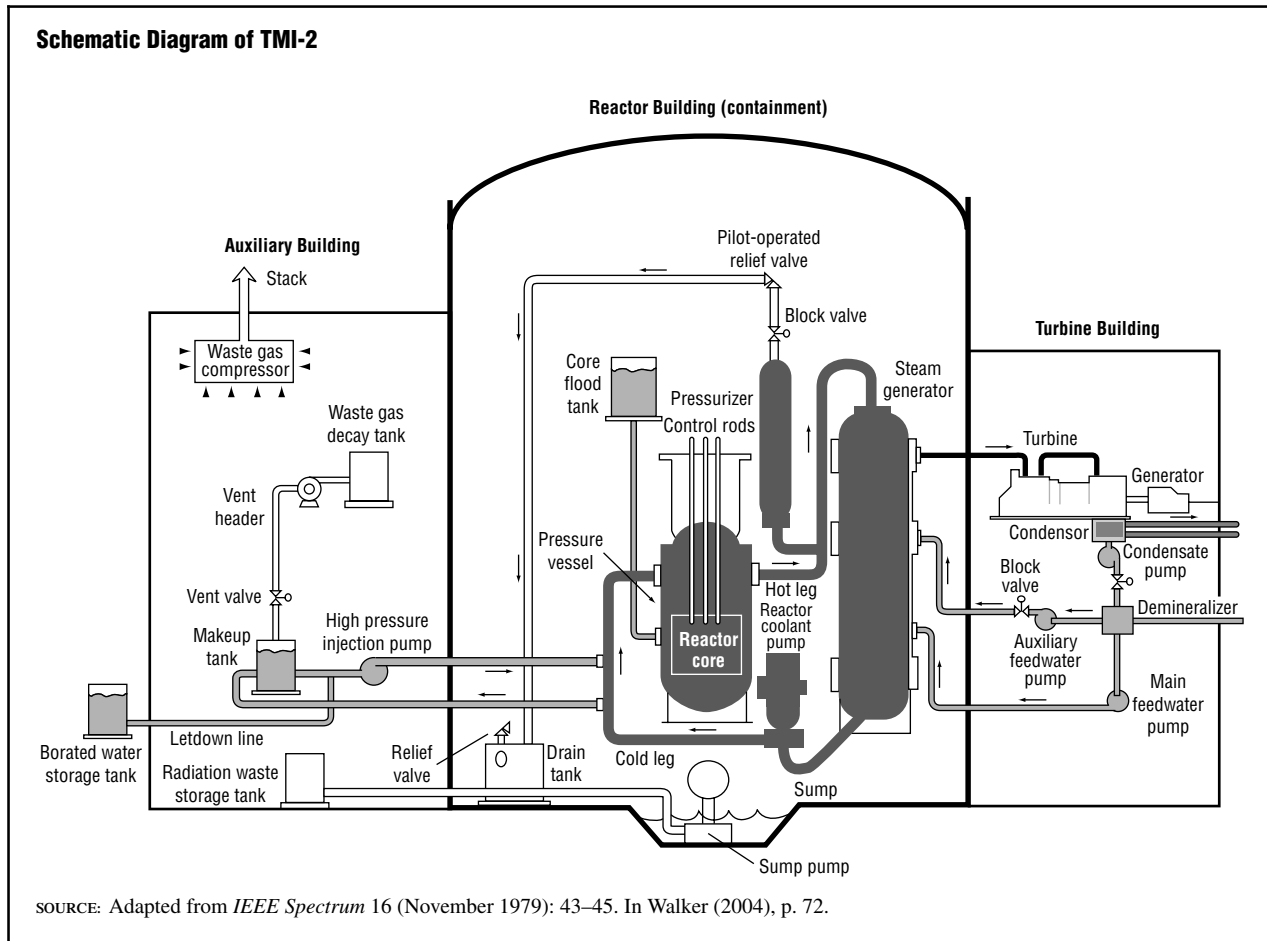 Schematic Diagram of TMI-2
Reactor Building (containment)
Auxiliary Building
Stack
Waste gas
compressor
Waste gas
decay tank
Vent
header
Vent valve
Makeup
tank
High pressure
injection pump
Borated water
storage tank
Letdown line
Radiation waste
storage tank
Pilot-operated
relief valve
Block valve
Core
flood
tank
Pressurizer
Control rods
Steam
generator
Pressure
vessel
Hot leg
Reactor
coolant
pump
Reactor
core
Relief
valve
Drain
tank
Cold leg
Sump
Sump pump
Turbine Building
Turbine
Generator
Condensor
Condensate
pump
Block
valve
Demineralizer
Auxiliary
feedwater
pump
Main
feedwater
pump
SOURCE: Adapted from IEEE Spectrum 16 (November 1979): 43–45. In Walker (2004), p. 72.